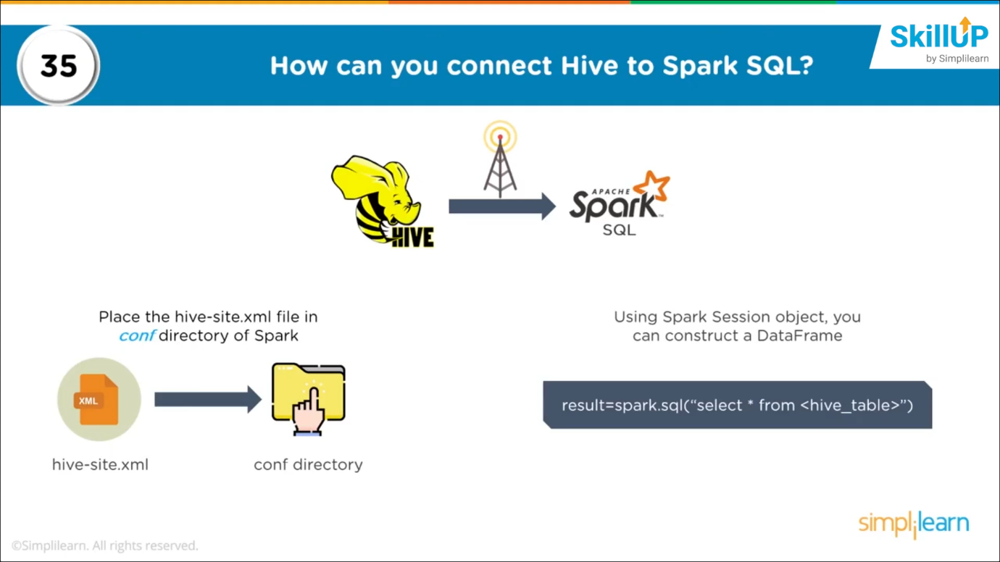 35
How can you connect Hive to Spark SQL?
SkillUP
by Simplilearn
HIVE
APACHE
Spark™
SQL
Place the hive-site.xml file in
conf directory of Spark
Using Spark Session object, you
can construct a DataFrame
XML
result=spark.sql(“select * from <hive_table>”)
hive-site.xml
conf directory
simplilearn
©Simplilearn. All rights reserved.